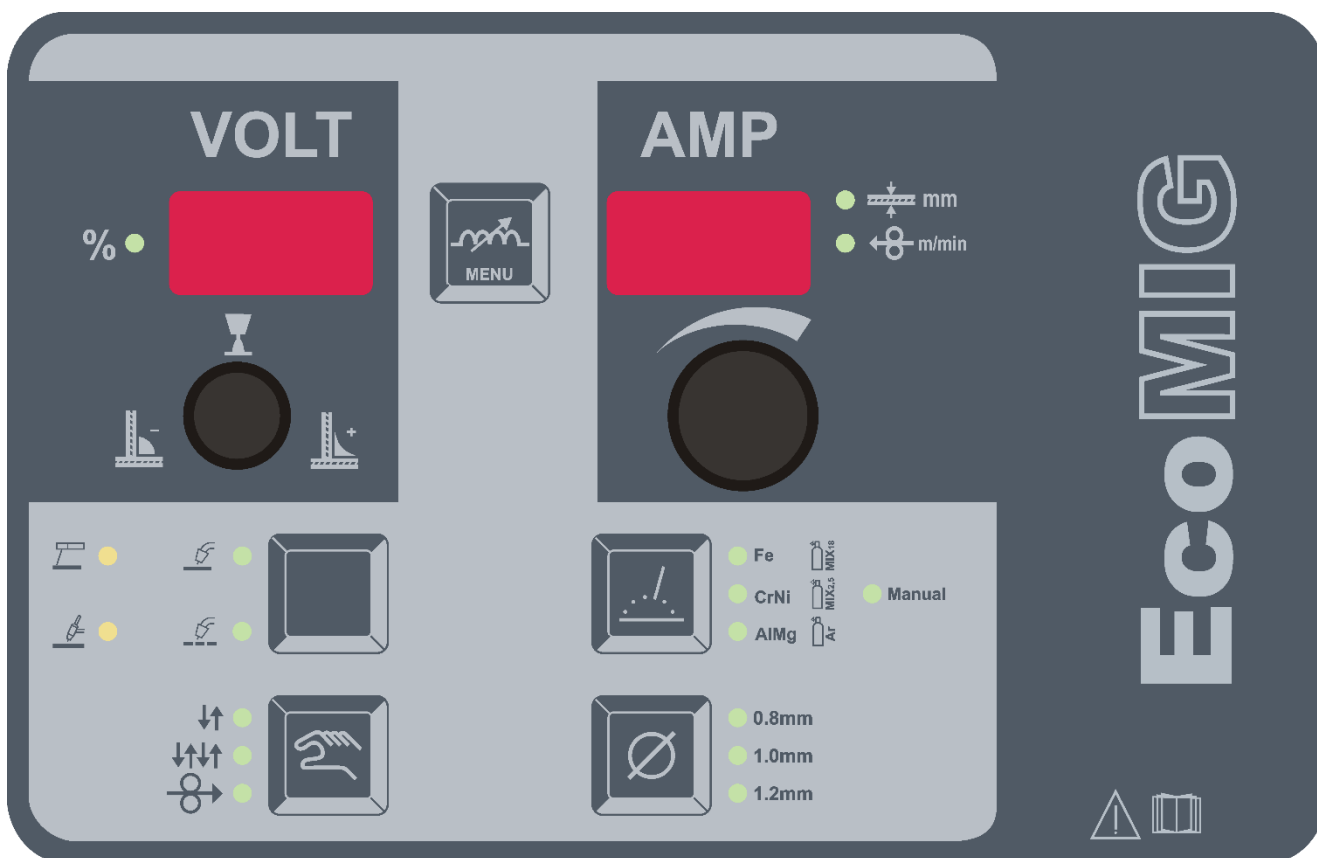 VOLT
AMP
%
MENU
mm
m/min
-
+
Fe
MIX18
CrNi
MIX2,5
Manual
AlMg
Ar
0.8mm
1.0mm
1.2mm
EcoMIG